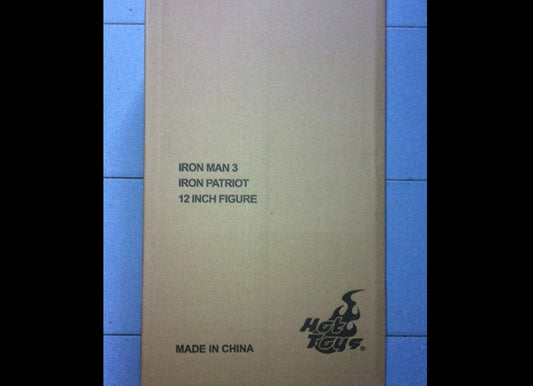 IRON MAN 3
IRON PATRIOT
12 INCH FIGURE
MADE IN CHINA
Hot
Toys®